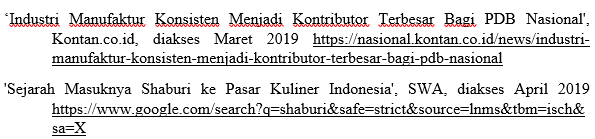 ‘Industri Manufaktur Konsisten Menjadi Kontributor Terbesar Bagi PDB Nasional',
Kontan.co.id, diakses Maret 2019 https://nasional.kontan.co.id/news/industri-
manufaktur-konsisten-menjadi-kontributor-terbesar-bagi-pdb-nasional
'Sejarah Masuknya Shaburi ke Pasar Kuliner Indonesia', SWA, diakses April 2019
https://www.google.com/search?q=shaburi&safe=strict&source=lnms&tbm=isch&
sa=X